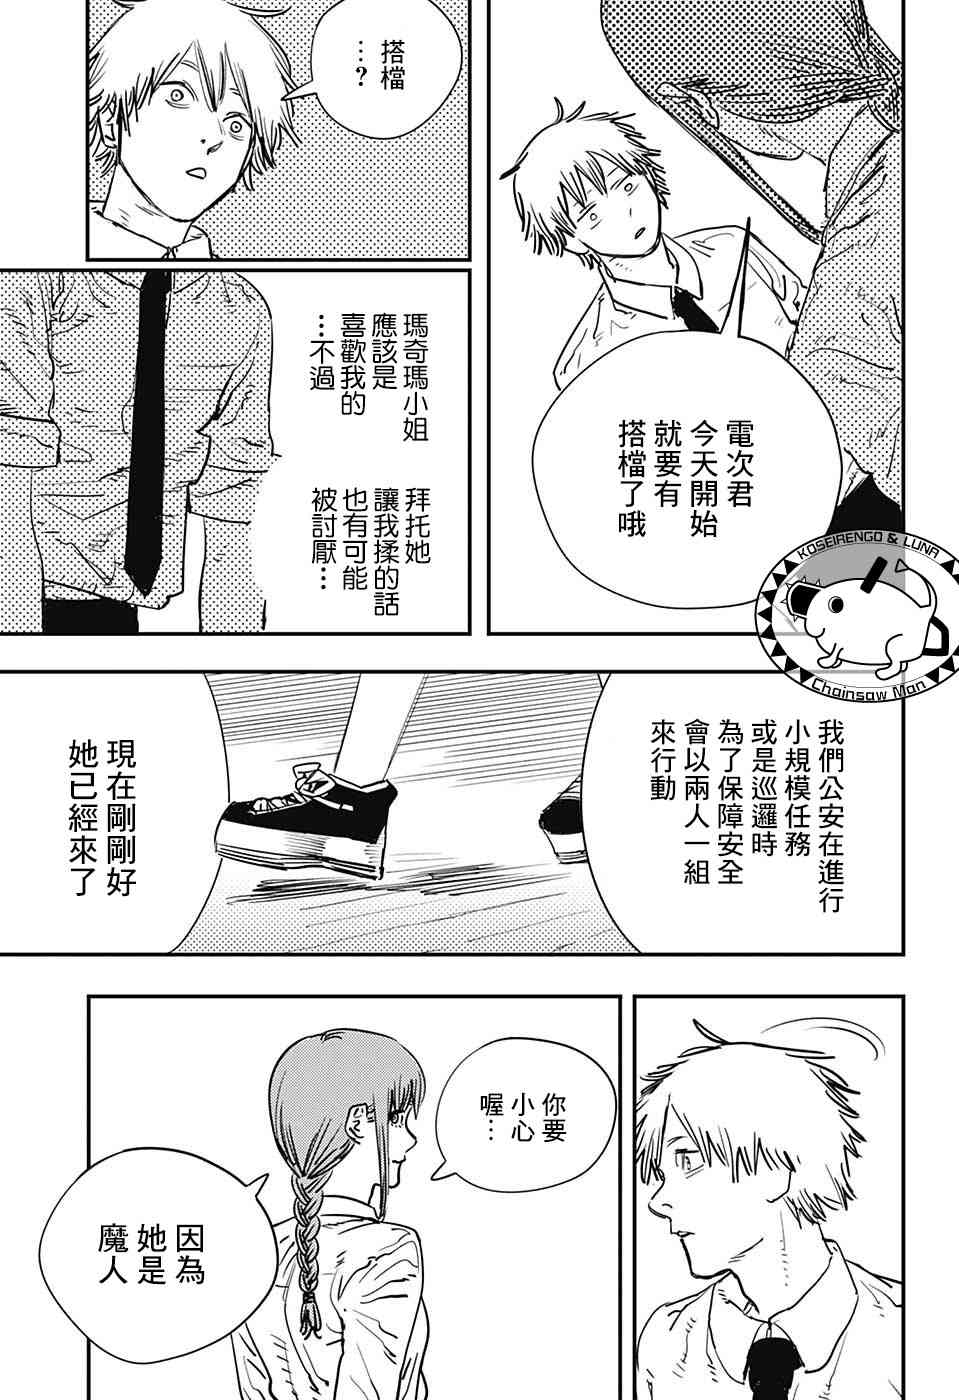 電次君
今天開始
就要有
搭檔了哦
搭檔
…?
瑪奇瑪小姐
應該是
喜歡我的
…不過
拜托她
讓我揉的話
也有可能
被討厭…
KOSEIRENGO & LUNA
Chainsaw Man
我們公安在進行
小規模任務
或是巡邏時
為了保障安全
會以兩人一組
來行動
現在剛剛好
她已經來了
你要
小心
喔…
因為
她是
魔人